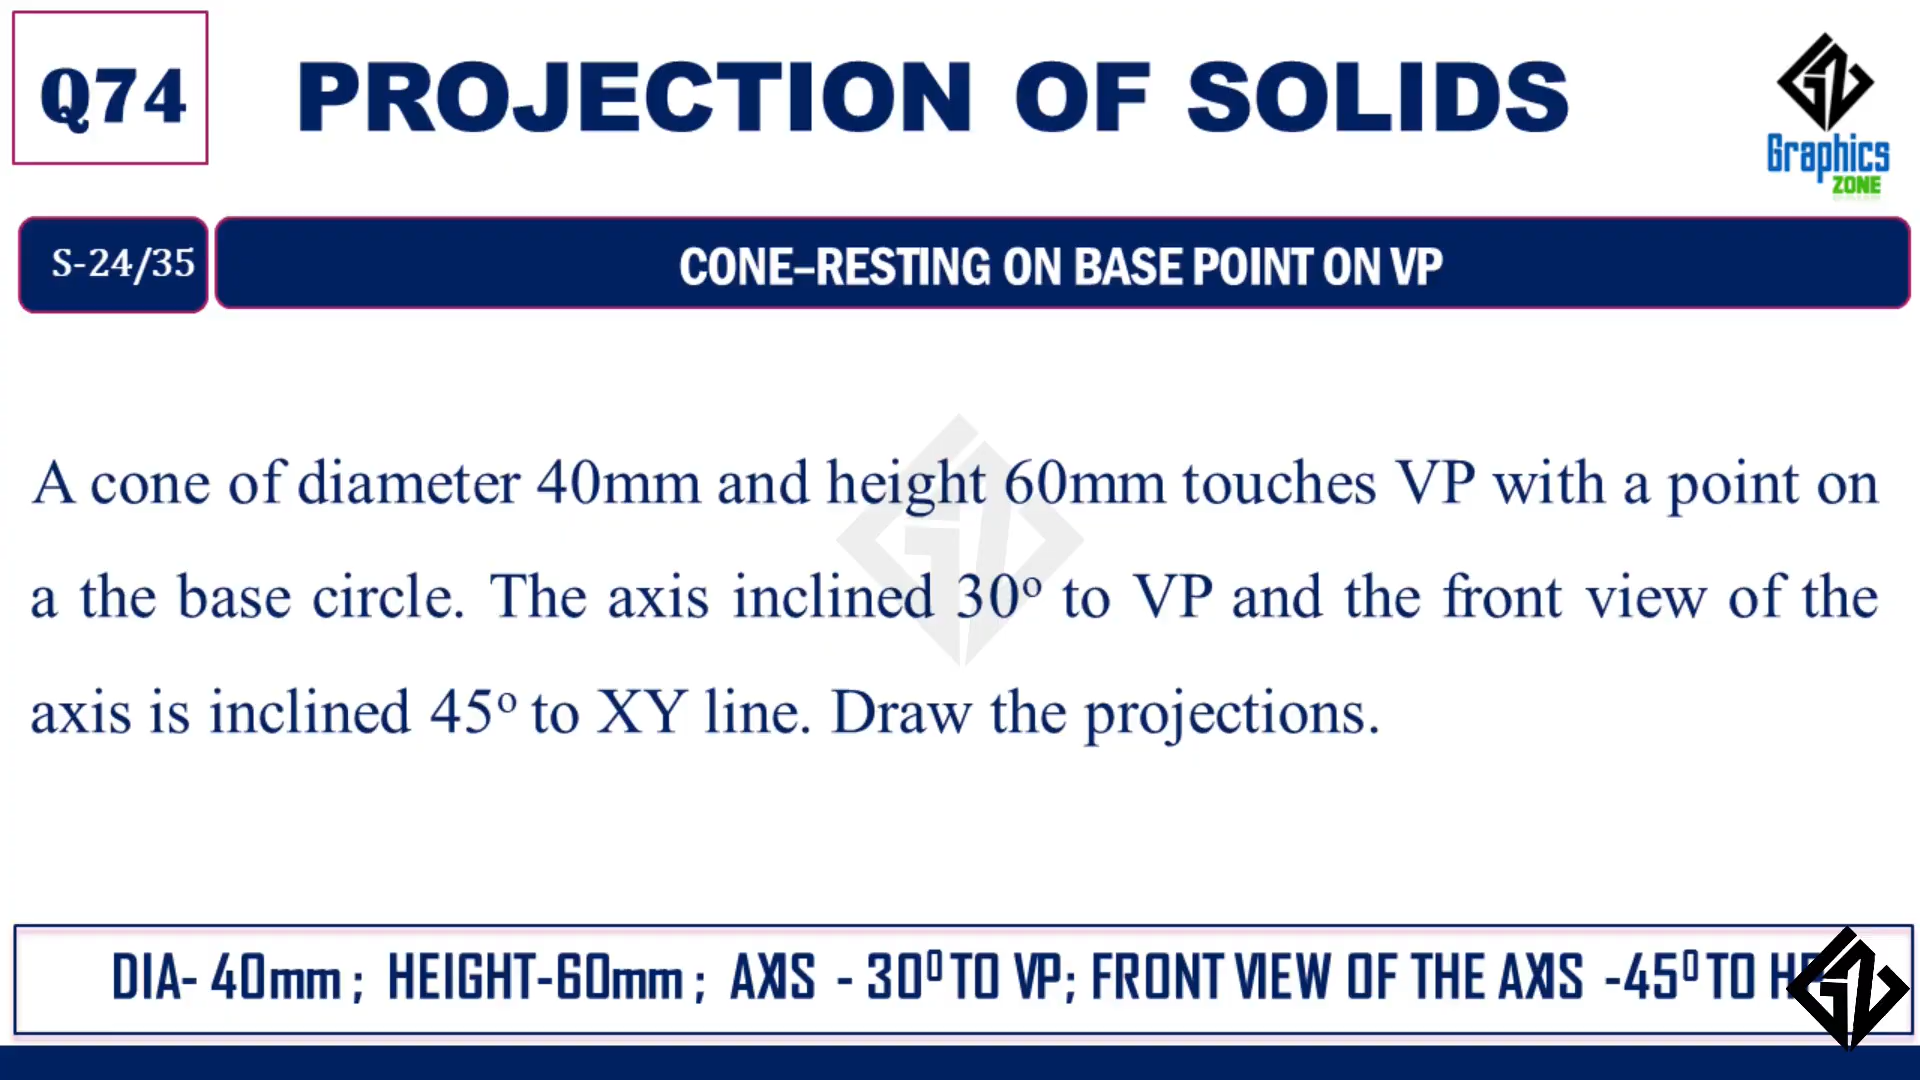 Q74
PROJECTION OF SOLIDS
Graphics
ZONE
S-24/35
CONE–RESTING ON BASE POINT ON VP
A cone of diameter 40mm and height 60mm touches VP with a point on
a the base circle. The axis inclined 30º to VP and the front view of the
axis is inclined 45º to XY line. Draw the projections.
DIA- 40mm ; HEIGHT-60mm ; AXIS - 30⁰ TO VP; FRONT VIEW OF THE AXIS -45⁰ TO